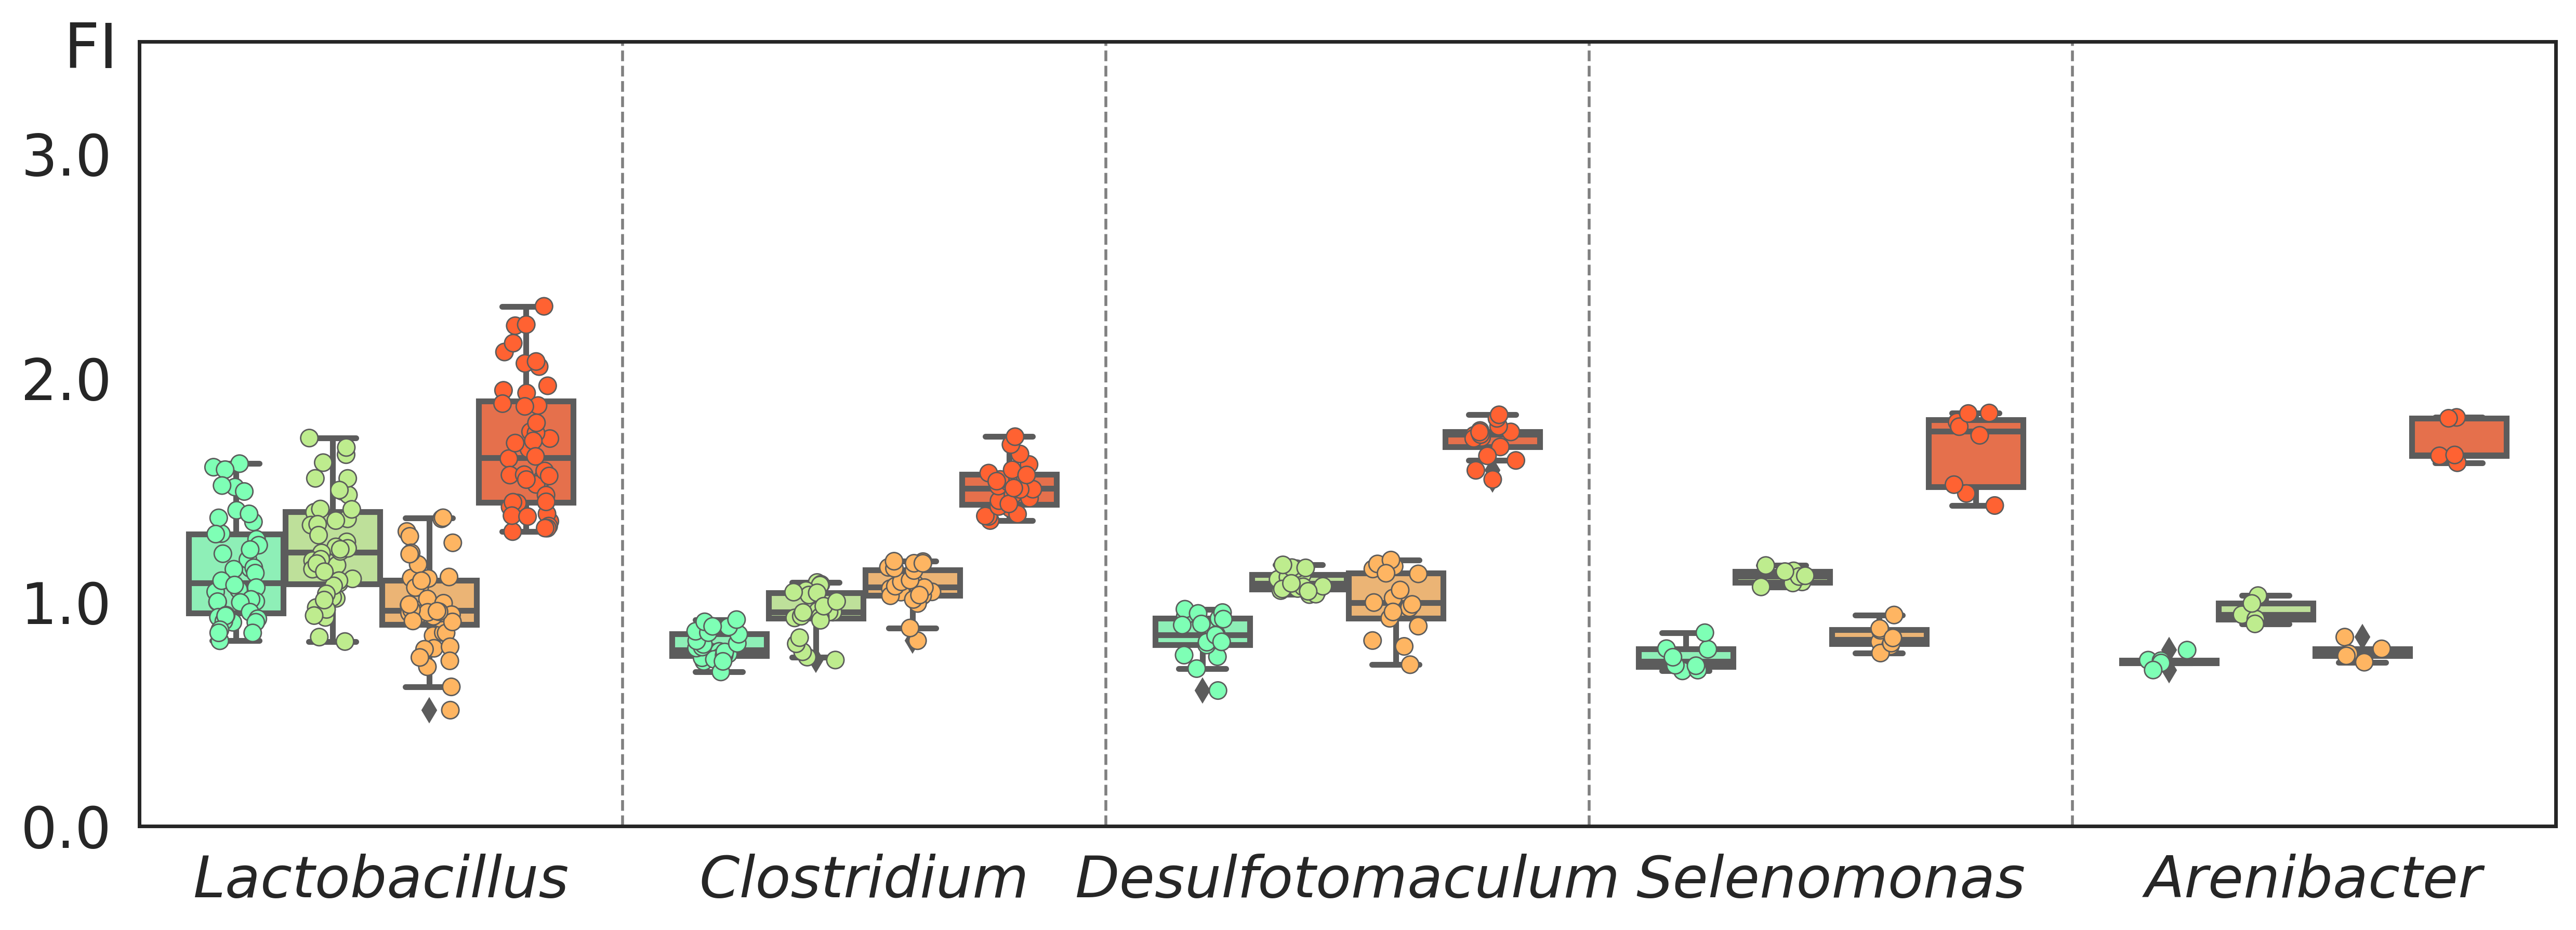 FI
3.0
2.0
1.0
0.0
Lactobacillus
Clostridium
Desulfotomaculum
Selenomonas
Arenibacter